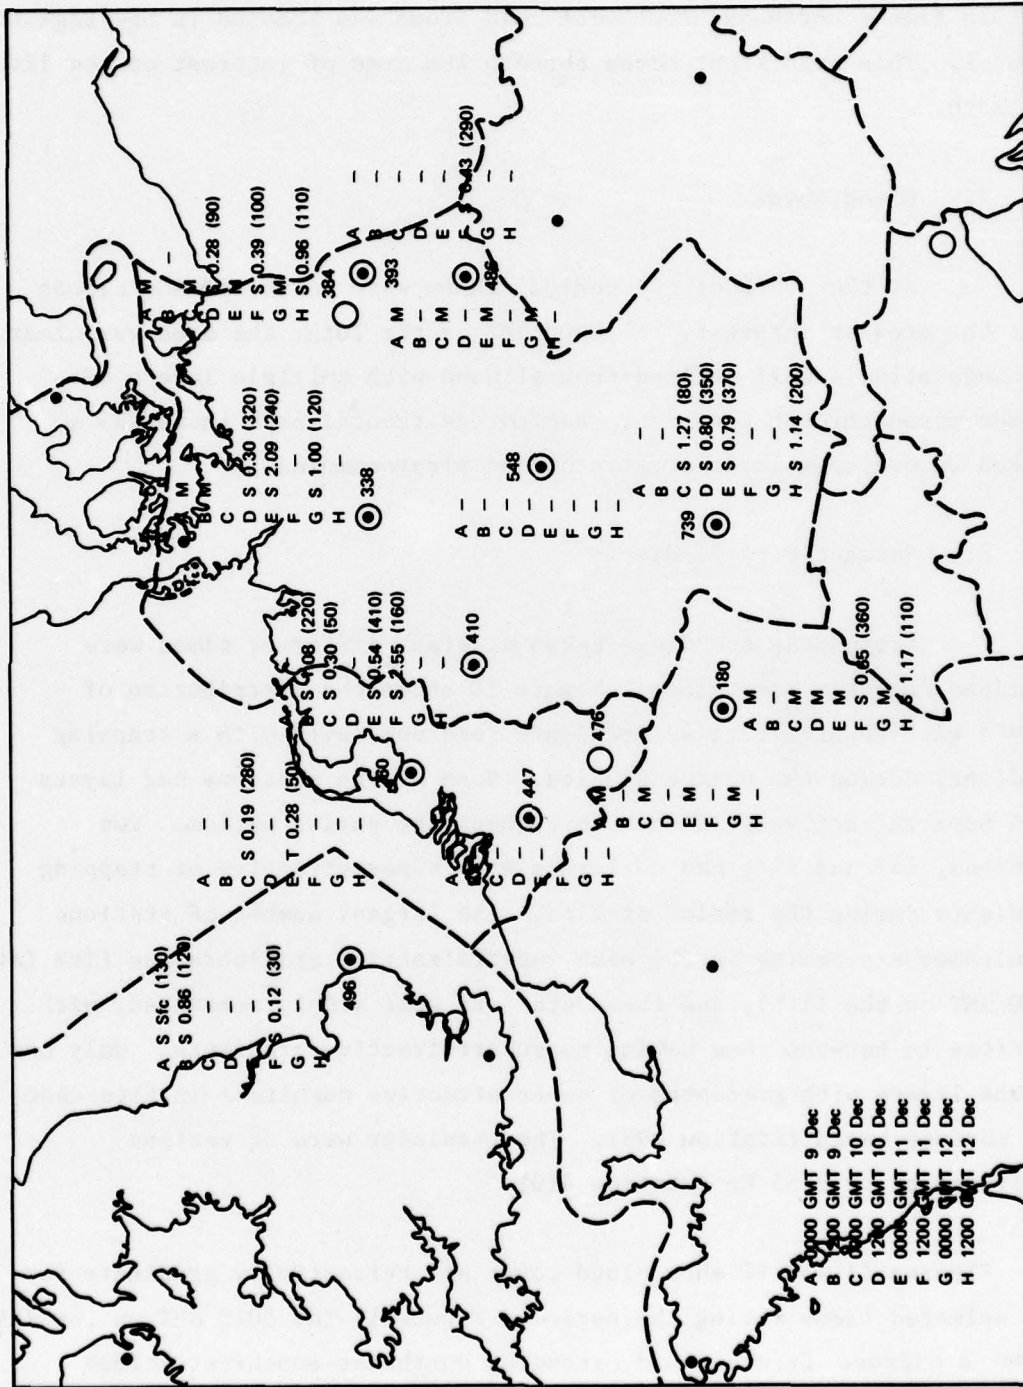 A S Sfc (130)
B S 0.86 (120)
C –
D –
F S 0.12 (30)
G –
H –
496
A –
B –
C S 0.19 (280)
D –
E T 0.28 (50)
F –
G –
H –
260
A –
B S 0.08 (220)
C S 0.30 (50)
D –
E S 0.54 (410)
F S 2.55 (160)
G –
H –
410
A M
B M
C –
D S 0.30 (320)
E S 2.09 (240)
F –
G S 1.00 (120)
H –
338
A M
B –
C M
D S 0.28 (90)
E M
F S 0.39 (100)
G M
H S 0.96 (110)
384
A –
B –
C –
D –
E –
F S 0.43 (290)
G –
H –
393
A M
B –
C M
D –
E M
F –
G M
H –
486
A –
B –
C –
D –
E –
F –
G –
H –
548
A –
B –
C –
D –
E –
F –
G –
H –
447
A M
B –
C M
D –
E M
F –
G M
H –
476
739
A –
B –
C S 1.27 (80)
D S 0.80 (350)
E S 0.79 (370)
F –
G –
H S 1.14 (200)
180
A M
B –
C M
D M
E M
F S 0.65 (360)
G M
H S 1.17 (110)
A 0000 GMT 9 Dec
B 1200 GMT 9 Dec
C 0000 GMT 10 Dec
D 1200 GMT 10 Dec
E 0000 GMT 11 Dec
F 1200 GMT 11 Dec
G 0000 GMT 12 Dec
H 1200 GMT 12 Dec